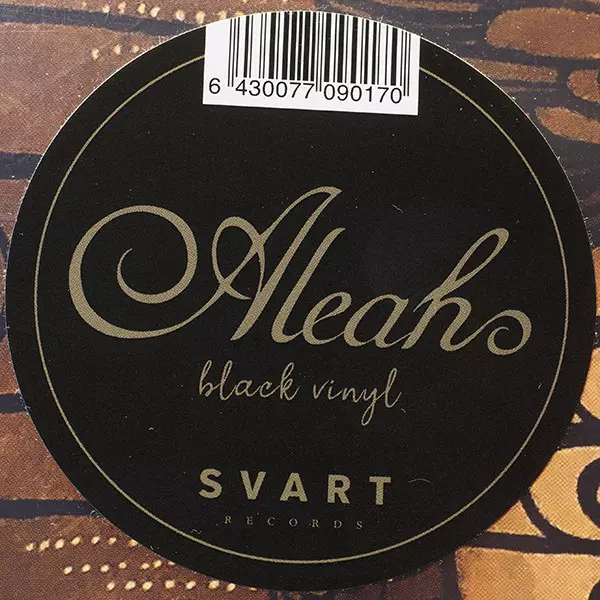 6 430077 090170
Aleah
black vinyl
SVART
RECORDS